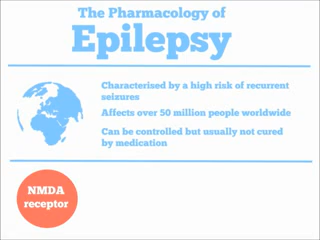 The Pharmacology of
Epilepsy
Characterised by a high risk of recurrent
seizures
Affects over 50 million people worldwide
Can be controlled but usually not cured
by medication
NMDA
receptor